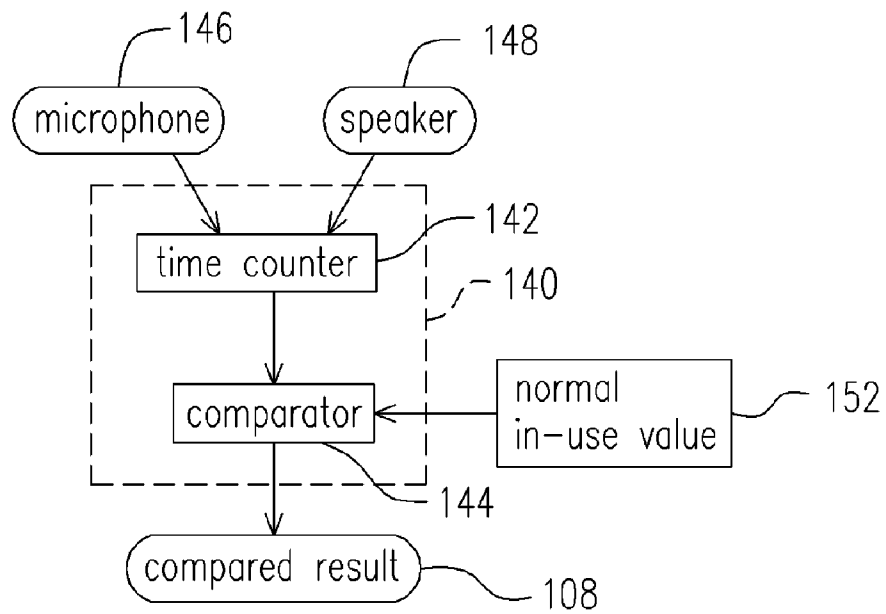 146
148
microphone
speaker
142
time counter
140
normal
in-use value
152
comparator
144
compared result
108